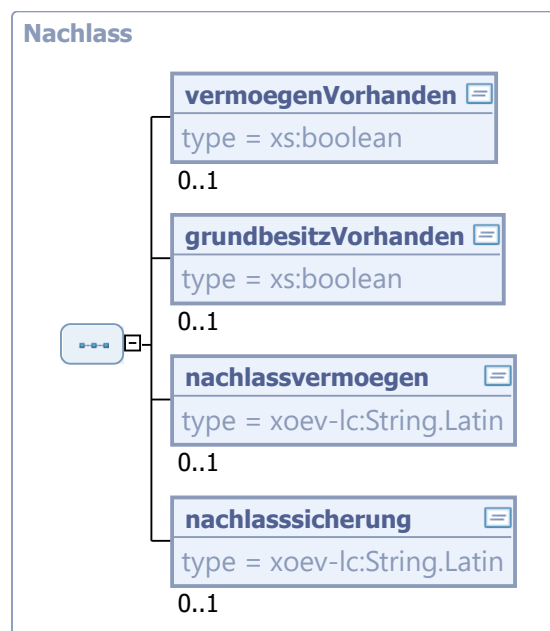 Nachlass
vermoegenVorhanden
type = xs:boolean
0..1
grundbesitzVorhanden
type = xs:boolean
0..1
nachlassvermoegen
type = xoev-lc:String.Latin
0..1
nachlasssicherung
type = xoev-lc:String.Latin
0..1